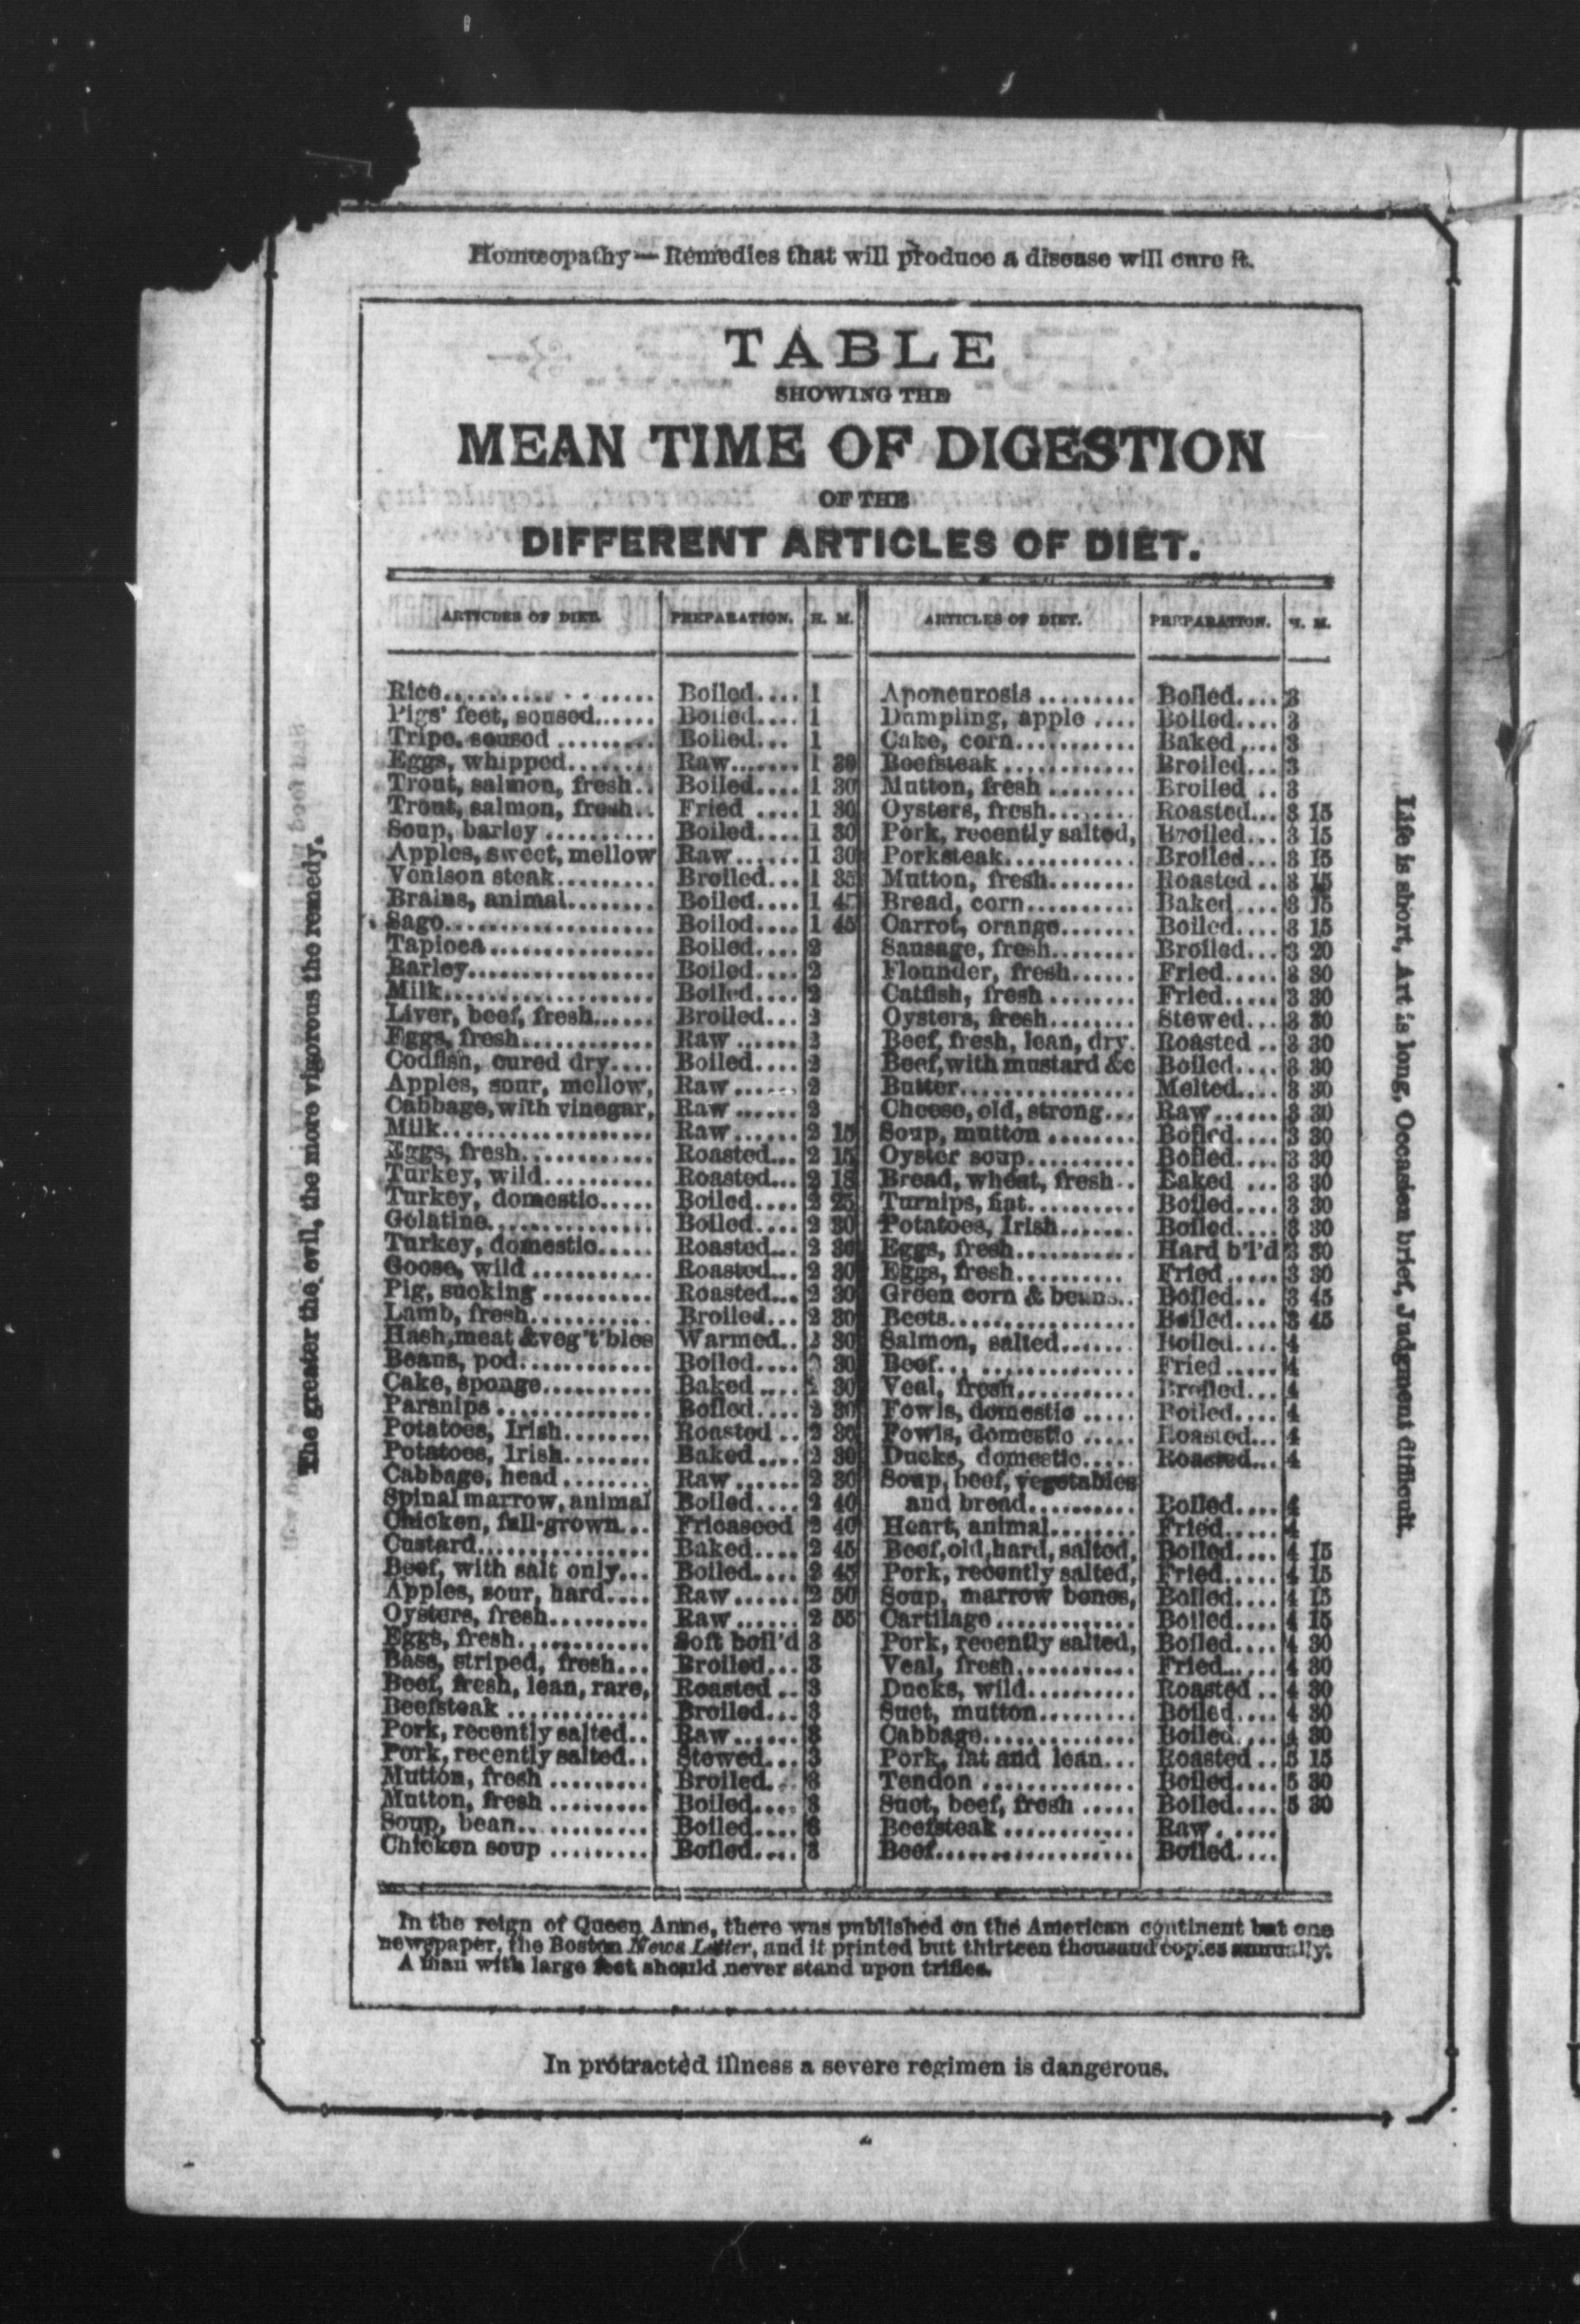 Homœopathy — Remedies that will produce a disease will cure it.
TABLE
SHOWING THE
MEAN TIME OF DIGESTION
OF THE
DIFFERENT ARTICLES OF DIET.
ARTICLES OF DIET. PREPARATION. H. M.
Rice.................... Boiled.... 1
Pigs' feet, soused...... Boiled.... 1
Tripe, soused ......... Boiled... 1
Eggs, whipped........ Raw....... 1 30
Trout, salmon, fresh.. Boiled.... 1 30
Trout, salmon, fresh.. Fried .... 1 30
Soup, barley .......... Boiled.... 1 30
Apples, sweet, mellow Raw...... 1 30
Venison steak......... Broiled... 1 35
Brains, animal........ Boiled.... 1 45
Sago................... Boiled.... 1 45
Tapioca................ Boiled.... 2
Barley................. Boiled.... 2
Milk................... Boiled.... 2
Liver, beef, fresh...... Broiled... 2
Eggs, fresh............ Raw ...... 2
Codfish, cured dry.... Boiled.... 2
Apples, sour, mellow, Raw ...... 2
Cabbage, with vinegar, Raw ...... 2
Milk................... Raw...... 2 15
Eggs, fresh............ Roasted... 2 15
Turkey, wild.......... Roasted... 2 18
Turkey, domestic..... Boiled.... 2 25
Gelatine............... Boiled.... 2 30
Turkey, domestic..... Roasted... 2 30
Goose, wild ........... Roasted... 2 30
Pig, sucking .......... Roasted... 2 30
Lamb, fresh........... Broiled... 2 30
Hash, meat & veg't'bles Warmed.. 2 30
Beans, pod............ Boiled.... 2 30
Cake, sponge.......... Baked .... 2 30
Parsnips .............. Boiled.... 2 30
Potatoes, Irish........ Roasted .. 2 30
Potatoes, Irish........ Baked .... 2 30
Cabbage, head ........ Raw ...... 2 30
Spinal marrow, animal Boiled.... 2 40
Chicken, full-grown... Fricaseed 2 40
Custard................ Baked.... 2 45
Beef, with salt only... Boiled.... 2 45
Apples, sour, hard.... Raw...... 2 50
Oysters, fresh......... Raw ...... 2 55
Eggs, fresh............ Soft boil'd 3
Bass, striped, fresh... Broiled... 3
Beef, fresh, lean, rare, Roasted .. 3
Beefsteak ............. Broiled... 3
Pork, recently salted.. Raw...... 3
Pork, recently salted.. Stewed... 3
Mutton, fresh ......... Broiled... 3
Mutton, fresh ......... Boiled.... 3
Soup, bean............ Boiled.... 3
Chicken soup ......... Boiled.... 3
ARTICLES OF DIET. PREPARATION. H. M.
Aponeurosis ......... Boiled.... 3
Dumpling, apple .... Boiled.... 3
Cake, corn........... Baked .... 3
Beefsteak ............ Broiled... 3
Mutton, fresh ........ Broiled .. 3
Oysters, fresh........ Roasted... 3 15
Pork, recently salted, Broiled... 3 15
Porksteak............ Broiled... 3 15
Mutton, fresh........ Roasted .. 3 15
Bread, corn.......... Baked.... 3 15
Carrot, orange....... Boiled.... 3 15
Sausage, fresh........ Broiled... 3 20
Flounder, fresh...... Fried..... 3 30
Catfish, fresh ........ Fried..... 3 30
Oysters, fresh........ Stewed... 3 30
Beef, fresh, lean, dry. Roasted .. 3 30
Beef, with mustard &c Boiled.... 3 30
Butter................ Melted.... 3 30
Cheese, old, strong... Raw...... 3 30
Soup, mutton ........ Boiled.... 3 30
Oyster soup.......... Boiled.... 3 30
Bread, wheat, fresh.. Baked ... 3 30
Turnips, flat.......... Boiled.... 3 30
Potatoes, Irish....... Boiled.... 3 30
Eggs, fresh........... Hard b'l'd 3 30
Eggs, fresh.......... Fried..... 3 30
Green corn & beans.. Boiled... 3 45
Beets................. Boiled.... 3 45
Salmon, salted....... Boiled.... 4
Beef................. Fried..... 4
Veal, fresh........... Broiled... 4
Fowls, domestic ..... Boiled.... 4
Fowls, domestic ..... Roasted... 4
Ducks, domestic..... Roasted... 4
Soup, beef, vegetables
and bread.......... Boiled.... 4
Heart, animal........ Fried..... 4
Beef, old, hard, salted, Boiled.... 4 15
Pork, recently salted, Fried..... 4 15
Soup, marrow bones, Boiled.... 4 15
Cartilage ............. Boiled.... 4 15
Pork, recently salted, Boiled.... 4 30
Veal, fresh........... Fried...... 4 30
Ducks, wild.......... Roasted .. 4 30
Suet, mutton......... Boiled.... 4 30
Cabbage.............. Boiled.... 4 30
Pork, fat and lean... Roasted .. 5 15
Tendon .............. Boiled.... 5 30
Suet, beef, fresh ..... Boiled.... 5 30
Beefsteak ............ Raw......
Beef.................. Boiled....
In the reign of Queen Anne, there was published on the American continent but one
newspaper, the Boston News Letter, and it printed but thirteen thousand copies annually.
A man with large feet should never stand upon trifles.
In protracted illness a severe regimen is dangerous.
The greater the evil, the more vigorous the remedy.
Life is short, Art is long, Occasion brief, Judgment difficult.